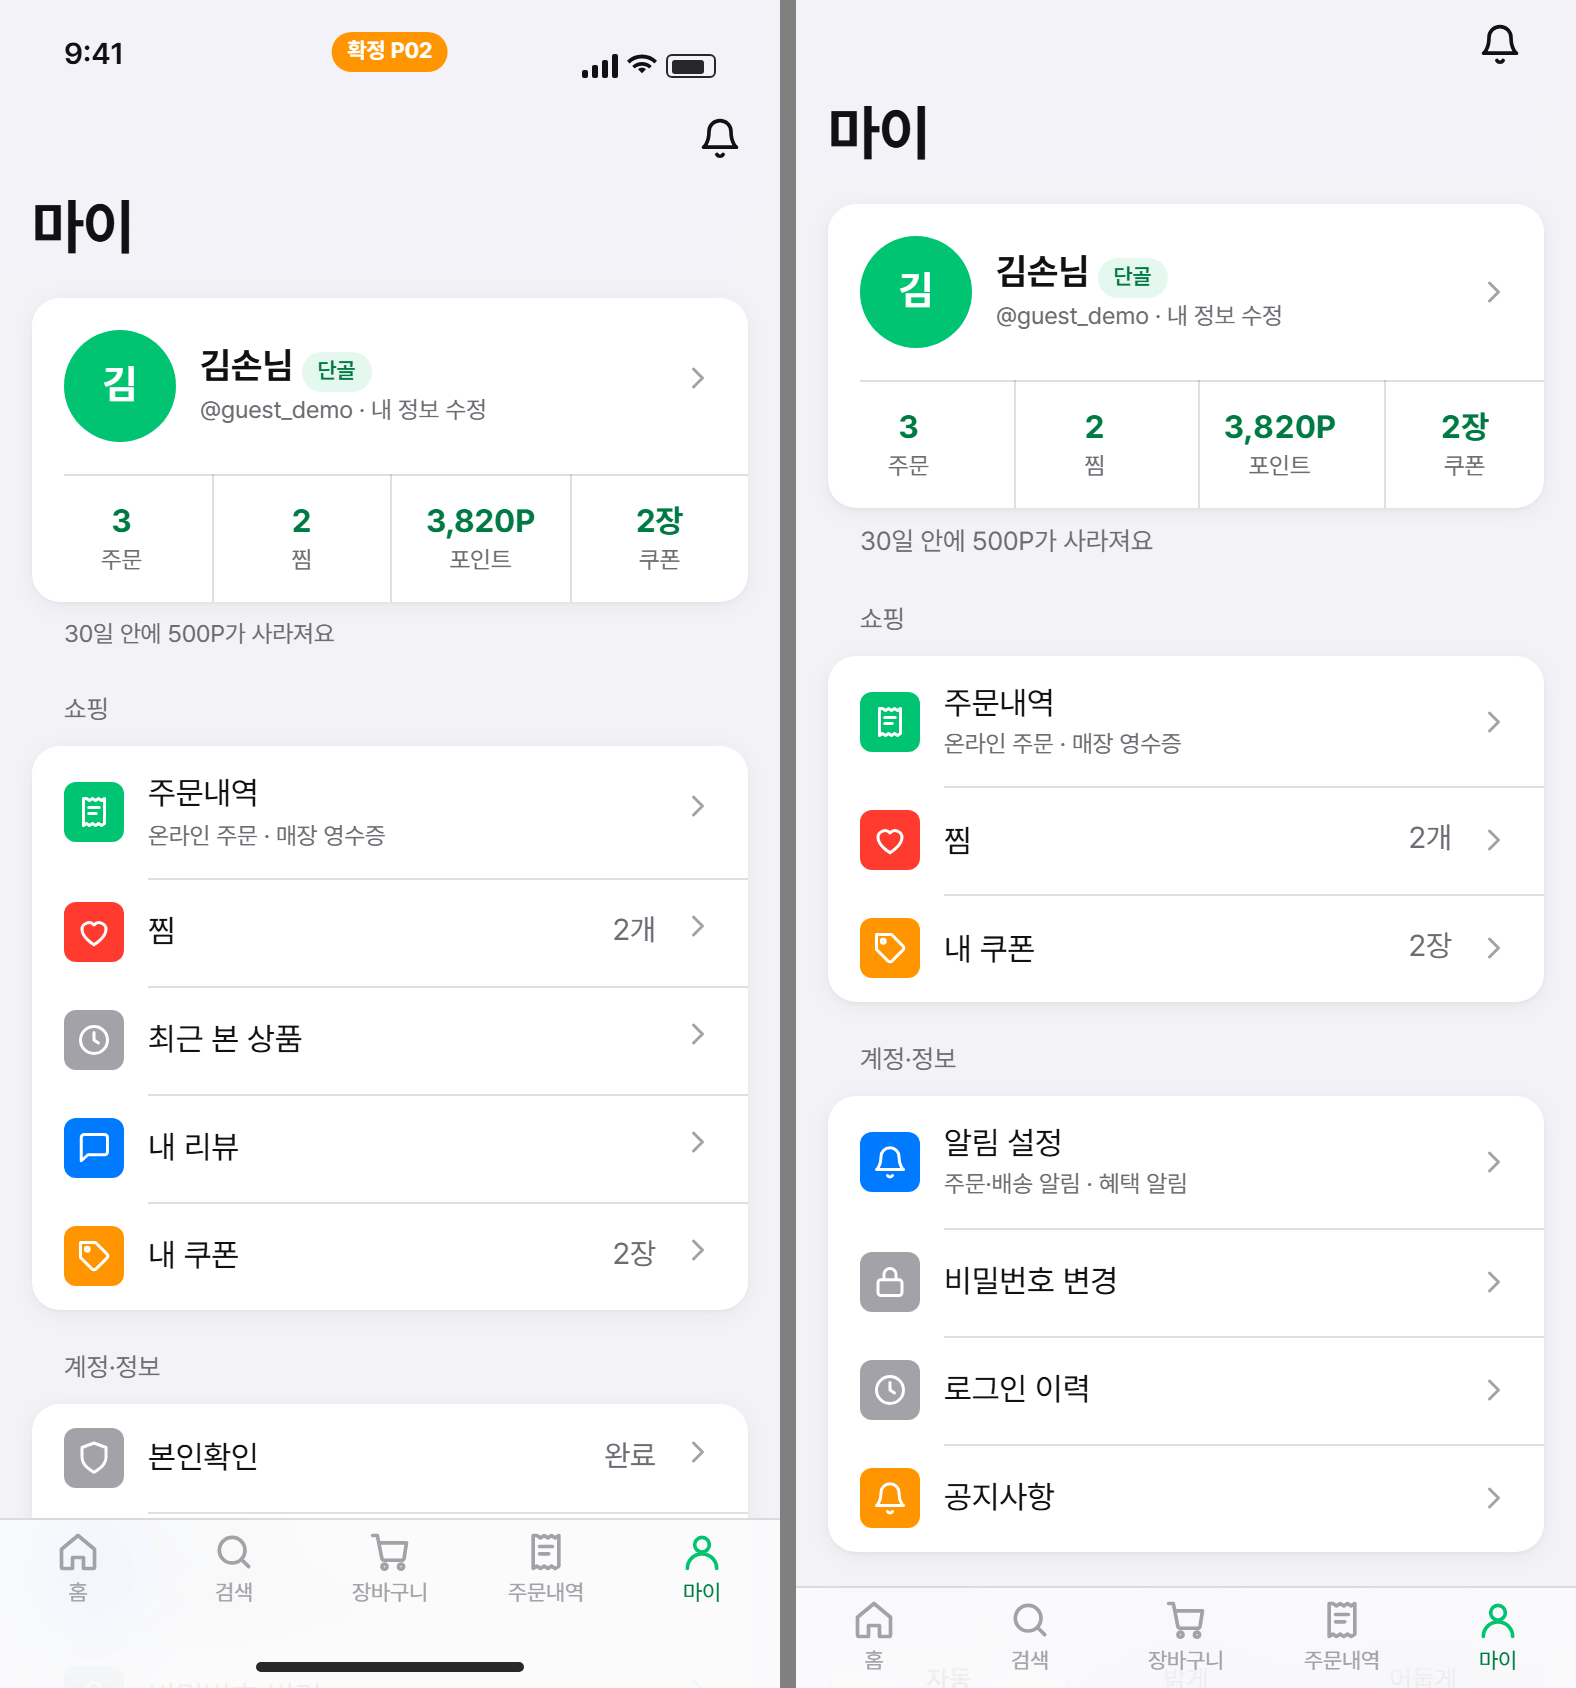 9:41
확정 P02
마이
김
김손님 단골
@guest_demo · 내 정보 수정
3 2 3,820P 2장
주문 찜 포인트 쿠폰
30일 안에 500P가 사라져요
쇼핑
주문내역
온라인 주문 · 매장 영수증
찜 2개
최근 본 상품
내 리뷰
내 쿠폰 2장
계정·정보
본인확인 완료
홈 검색 장바구니 주문내역 마이
마이
김
김손님 단골
@guest_demo · 내 정보 수정
3 2 3,820P 2장
주문 찜 포인트 쿠폰
30일 안에 500P가 사라져요
쇼핑
주문내역
온라인 주문 · 매장 영수증
찜 2개
내 쿠폰 2장
계정·정보
알림 설정
주문·배송 알림 · 혜택 알림
비밀번호 변경
로그인 이력
공지사항
홈 검색 장바구니 주문내역 마이
자동 밝게 어둡게